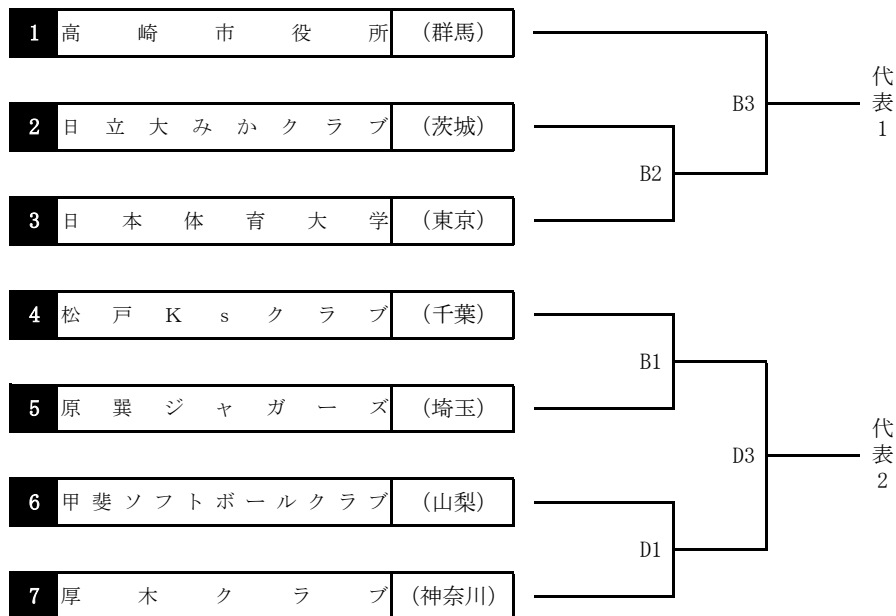 1 高崎市役所 (群馬)
2 日立大みかクラブ (茨城)
3 日本体育大学 (東京)
4 松戸Ksクラブ (千葉)
5 原巽ジャガーズ (埼玉)
6 甲斐ソフトボールクラブ (山梨)
7 厚木クラブ (神奈川)
B3
B2
B1
D3
D1
代表1
代表2